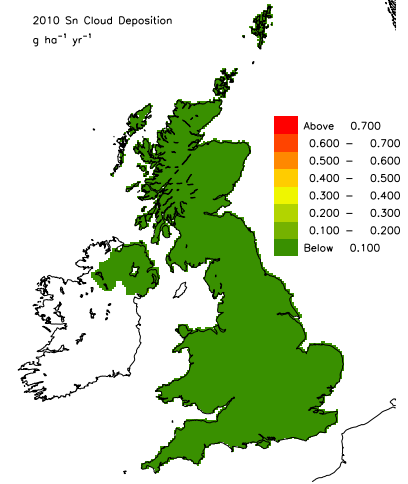 2010 Sn Cloud Deposition
g ha⁻¹ yr⁻¹
Above 0.700
0.600 – 0.700
0.500 – 0.600
0.400 – 0.500
0.300 – 0.400
0.200 – 0.300
0.100 – 0.200
Below 0.100